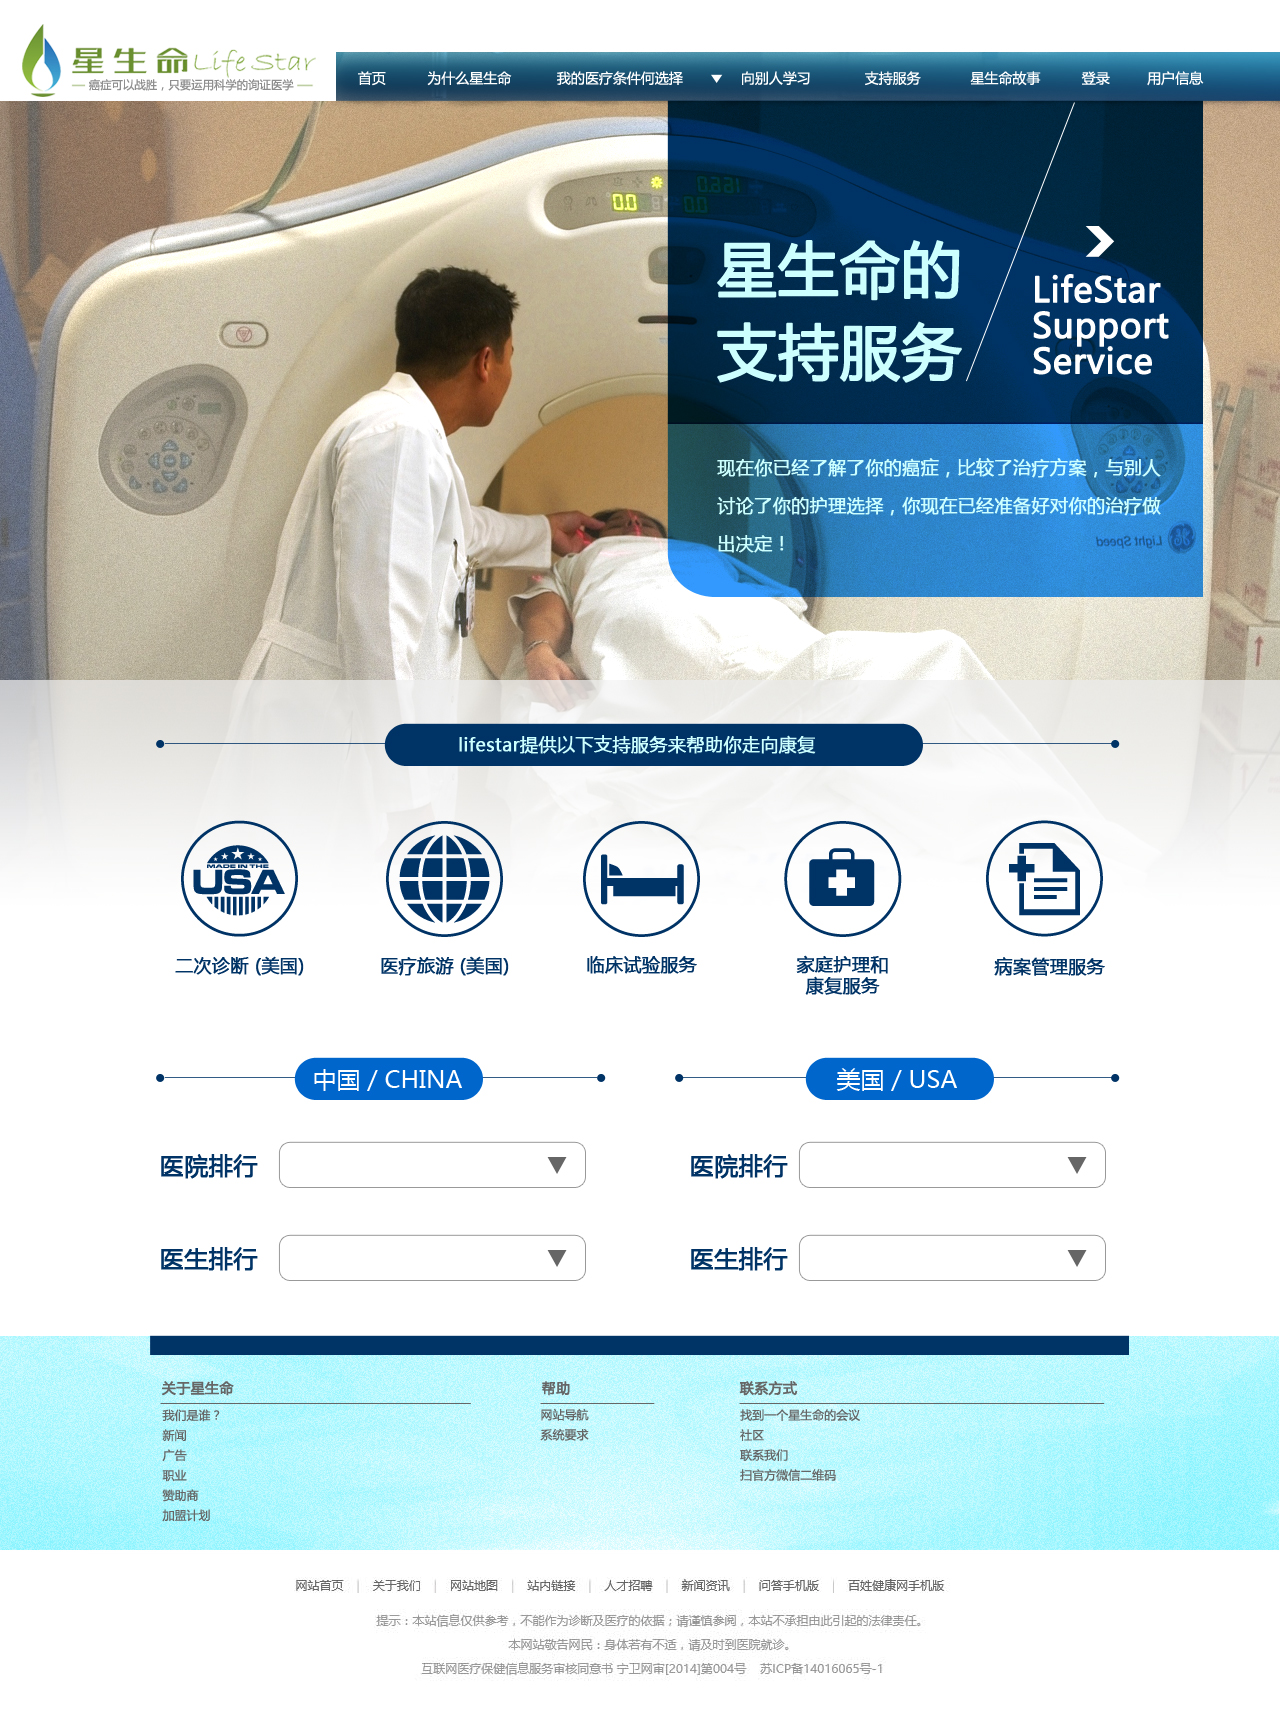 星生命LifeStar
癌症可以战胜，只要运用科学的询证医学
首页 为什么星生命 我的医疗条件何选择 向别人学习 支持服务 星生命故事 登录 用户信息
0.0
星生命的
支持服务
LifeStar
Support
Service
现在你已经了解了你的癌症，比较了治疗方案，与别人
讨论了你的护理选择，你现在已经准备好对你的治疗做
出决定！
Light Speed
lifestar提供以下支持服务来帮助你走向康复
MADE IN THE
USA
二次诊断 (美国)
医疗旅游 (美国)
临床试验服务
家庭护理和
康复服务
病案管理服务
中国 / CHINA
美国 / USA
医院排行
医院排行
医生排行
医生排行
关于星生命
我们是谁？
新闻
广告
职业
赞助商
加盟计划
帮助
网站导航
系统要求
联系方式
找到一个星生命的会议
社区
联系我们
扫官方微信二维码
网站首页 | 关于我们 | 网站地图 | 站内链接 | 人才招聘 | 新闻资讯 | 问答手机版 | 百姓健康网手机版
提示：本站信息仅供参考，不能作为诊断及医疗的依据；请谨慎参阅，本站不承担由此引起的法律责任。
本网站敬告网民：身体若有不适，请及时到医院就诊。
互联网医疗保健信息服务审核同意书 宁卫网审[2014]第004号 苏ICP备14016065号-1